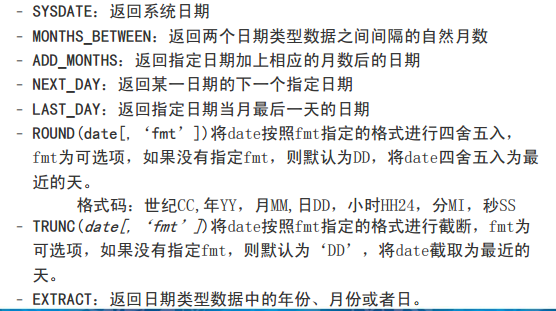 - SYSDATE：返回系统日期
- MONTHS_BETWEEN：返回两个日期类型数据之间间隔的自然月数
- ADD_MONTHS：返回指定日期加上相应的月数后的日期
- NEXT_DAY：返回某一日期的下一个指定日期
- LAST_DAY：返回指定日期当月最后一天的日期
- ROUND(date[,‘fmt’])将date按照fmt指定的格式进行四舍五入，
fmt为可选项，如果没有指定fmt，则默认为DD，将date四舍五入为最
近的天。
格式码：世纪CC,年YY，月MM,日DD，小时HH24，分MI，秒SS
- TRUNC(date[,‘fmt’])将date按照fmt指定的格式进行截断，fmt为
可选项，如果没有指定fmt，则默认为‘DD’，将date截取为最近的
天。
- EXTRACT：返回日期类型数据中的年份、月份或者日。